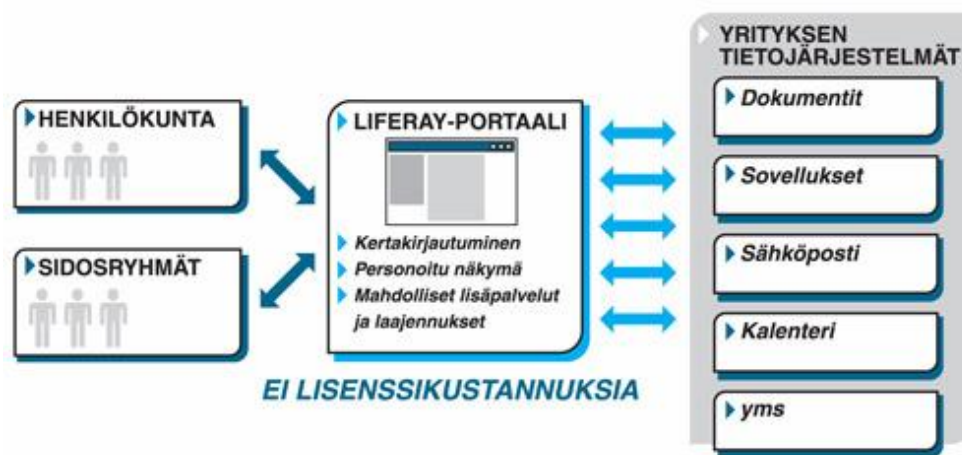 HENKILÖKUNTA
SIDOSRYHMÄT
LIFERAY-PORTAALI
Kertakirjautuminen
Personoitu näkymä
Mahdolliset lisäpalvelut
ja laajennukset
EI LISENSSIKUSTANNUKSIA
YRITYKSEN
TIETOJÄRJESTELMÄT
Dokumentit
Sovellukset
Sähköposti
Kalenteri
yms